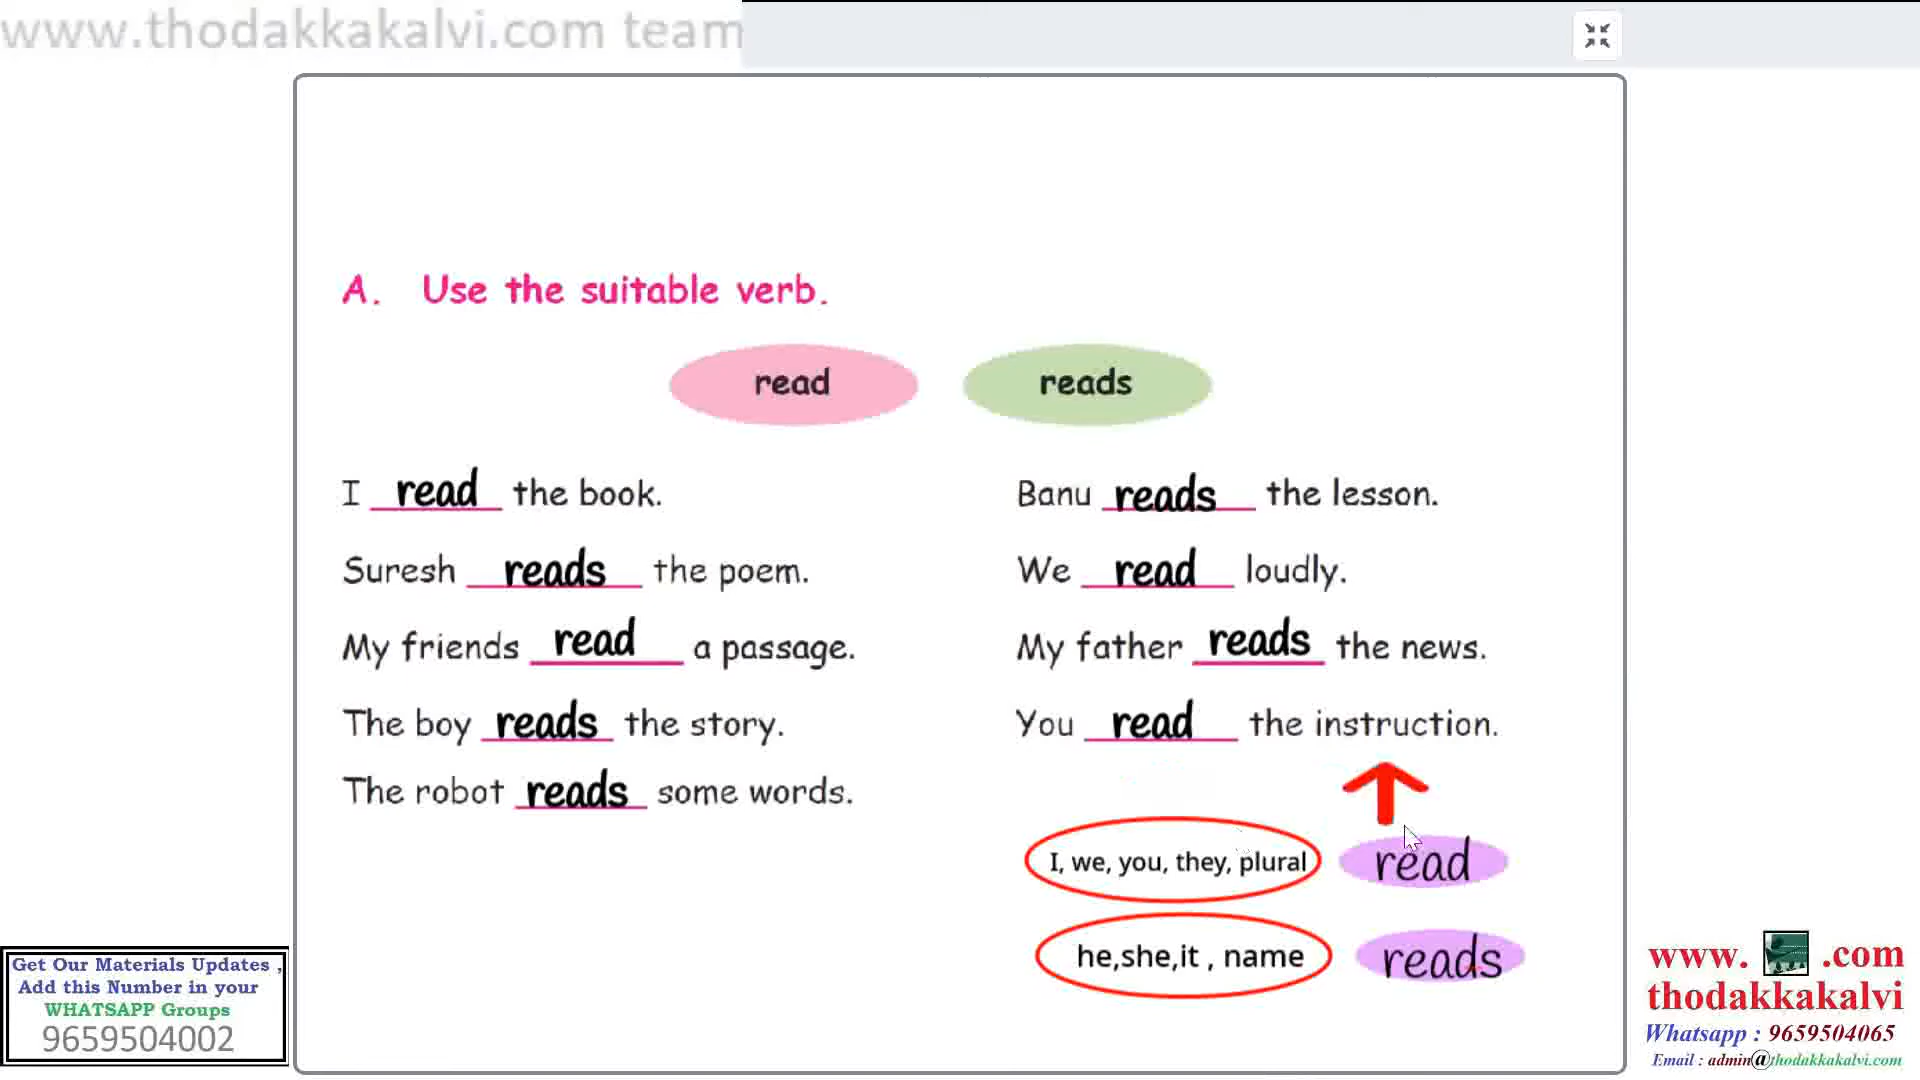 www.thodakkakalvi.com team
A. Use the suitable verb.
read reads
I read the book.
Suresh reads the poem.
My friends read a passage.
The boy reads the story.
The robot reads some words.
Banu reads the lesson.
We read loudly.
My father reads the news.
You read the instruction.
I, we, you, they, plural read
he,she,it , name reads
Get Our Materials Updates ,
Add this Number in your
WHATSAPP Groups
9659504002
www. .com
thodakkakalvi
Whatsapp : 9659504065
Email : admin@thodakkakalvi.com